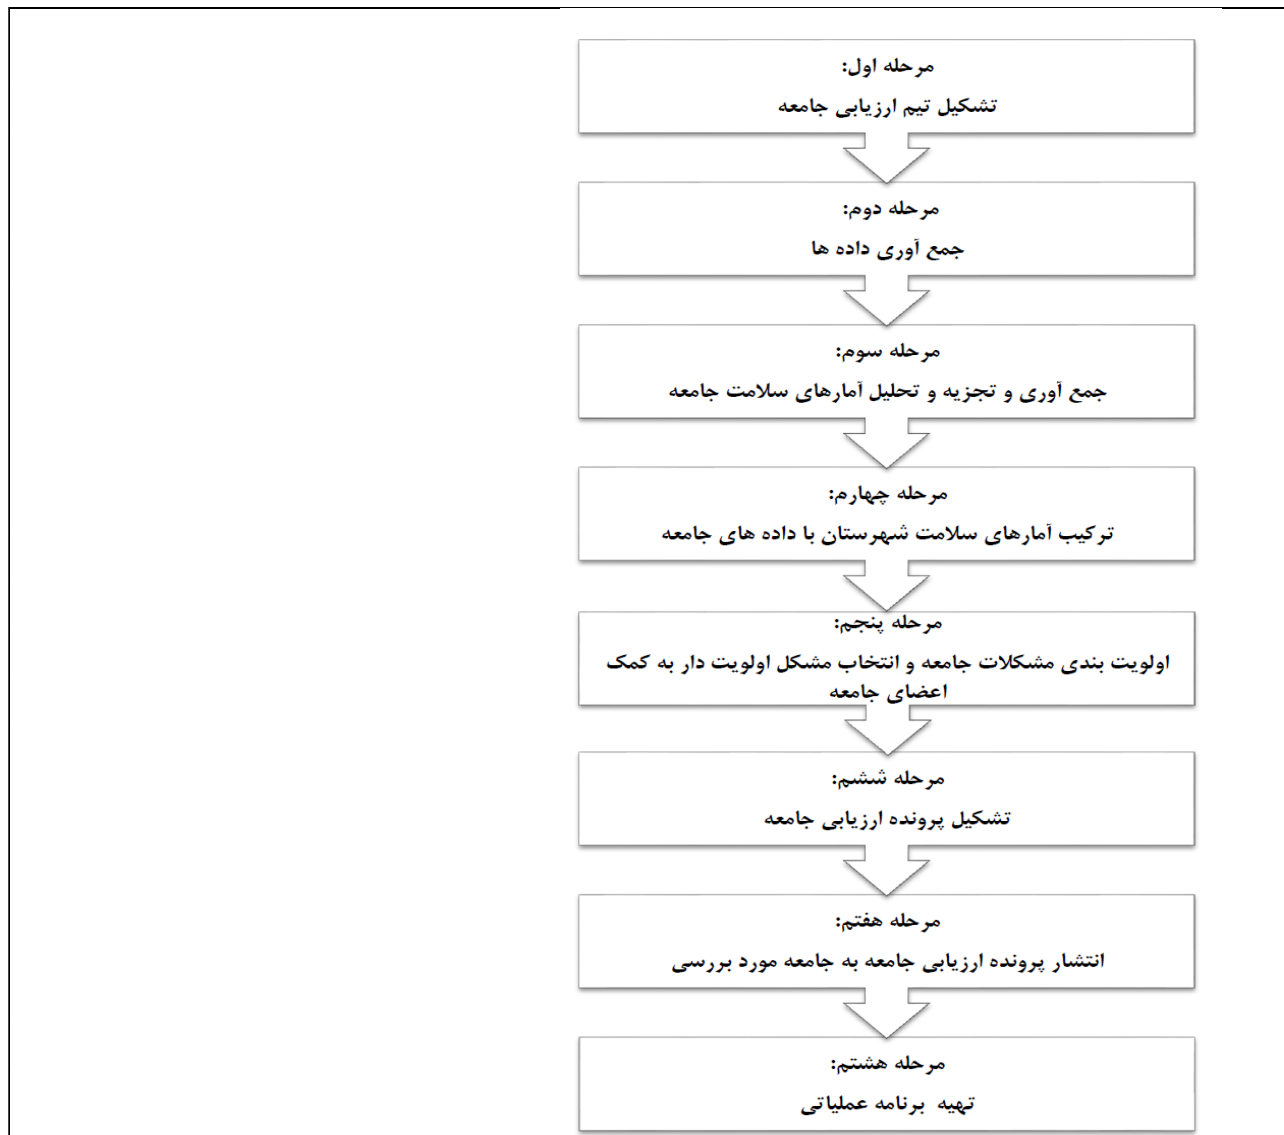 مرحله اول:
تشکیل تیم ارزیابی جامعه
مرحله دوم:
جمع آوری داده ها
مرحله سوم:
جمع آوری و تجزیه و تحلیل آمارهای سلامت جامعه
مرحله چهارم:
ترکیب آمارهای سلامت شهرستان با داده های جامعه
مرحله پنجم:
اولویت بندی مشکلات جامعه و انتخاب مشکل اولویت دار به کمک
اعضای جامعه
مرحله ششم:
تشکیل پرونده ارزیابی جامعه
مرحله هفتم:
انتشار پرونده ارزیابی جامعه به جامعه مورد بررسی
مرحله هشتم:
تهیه برنامه عملیاتی